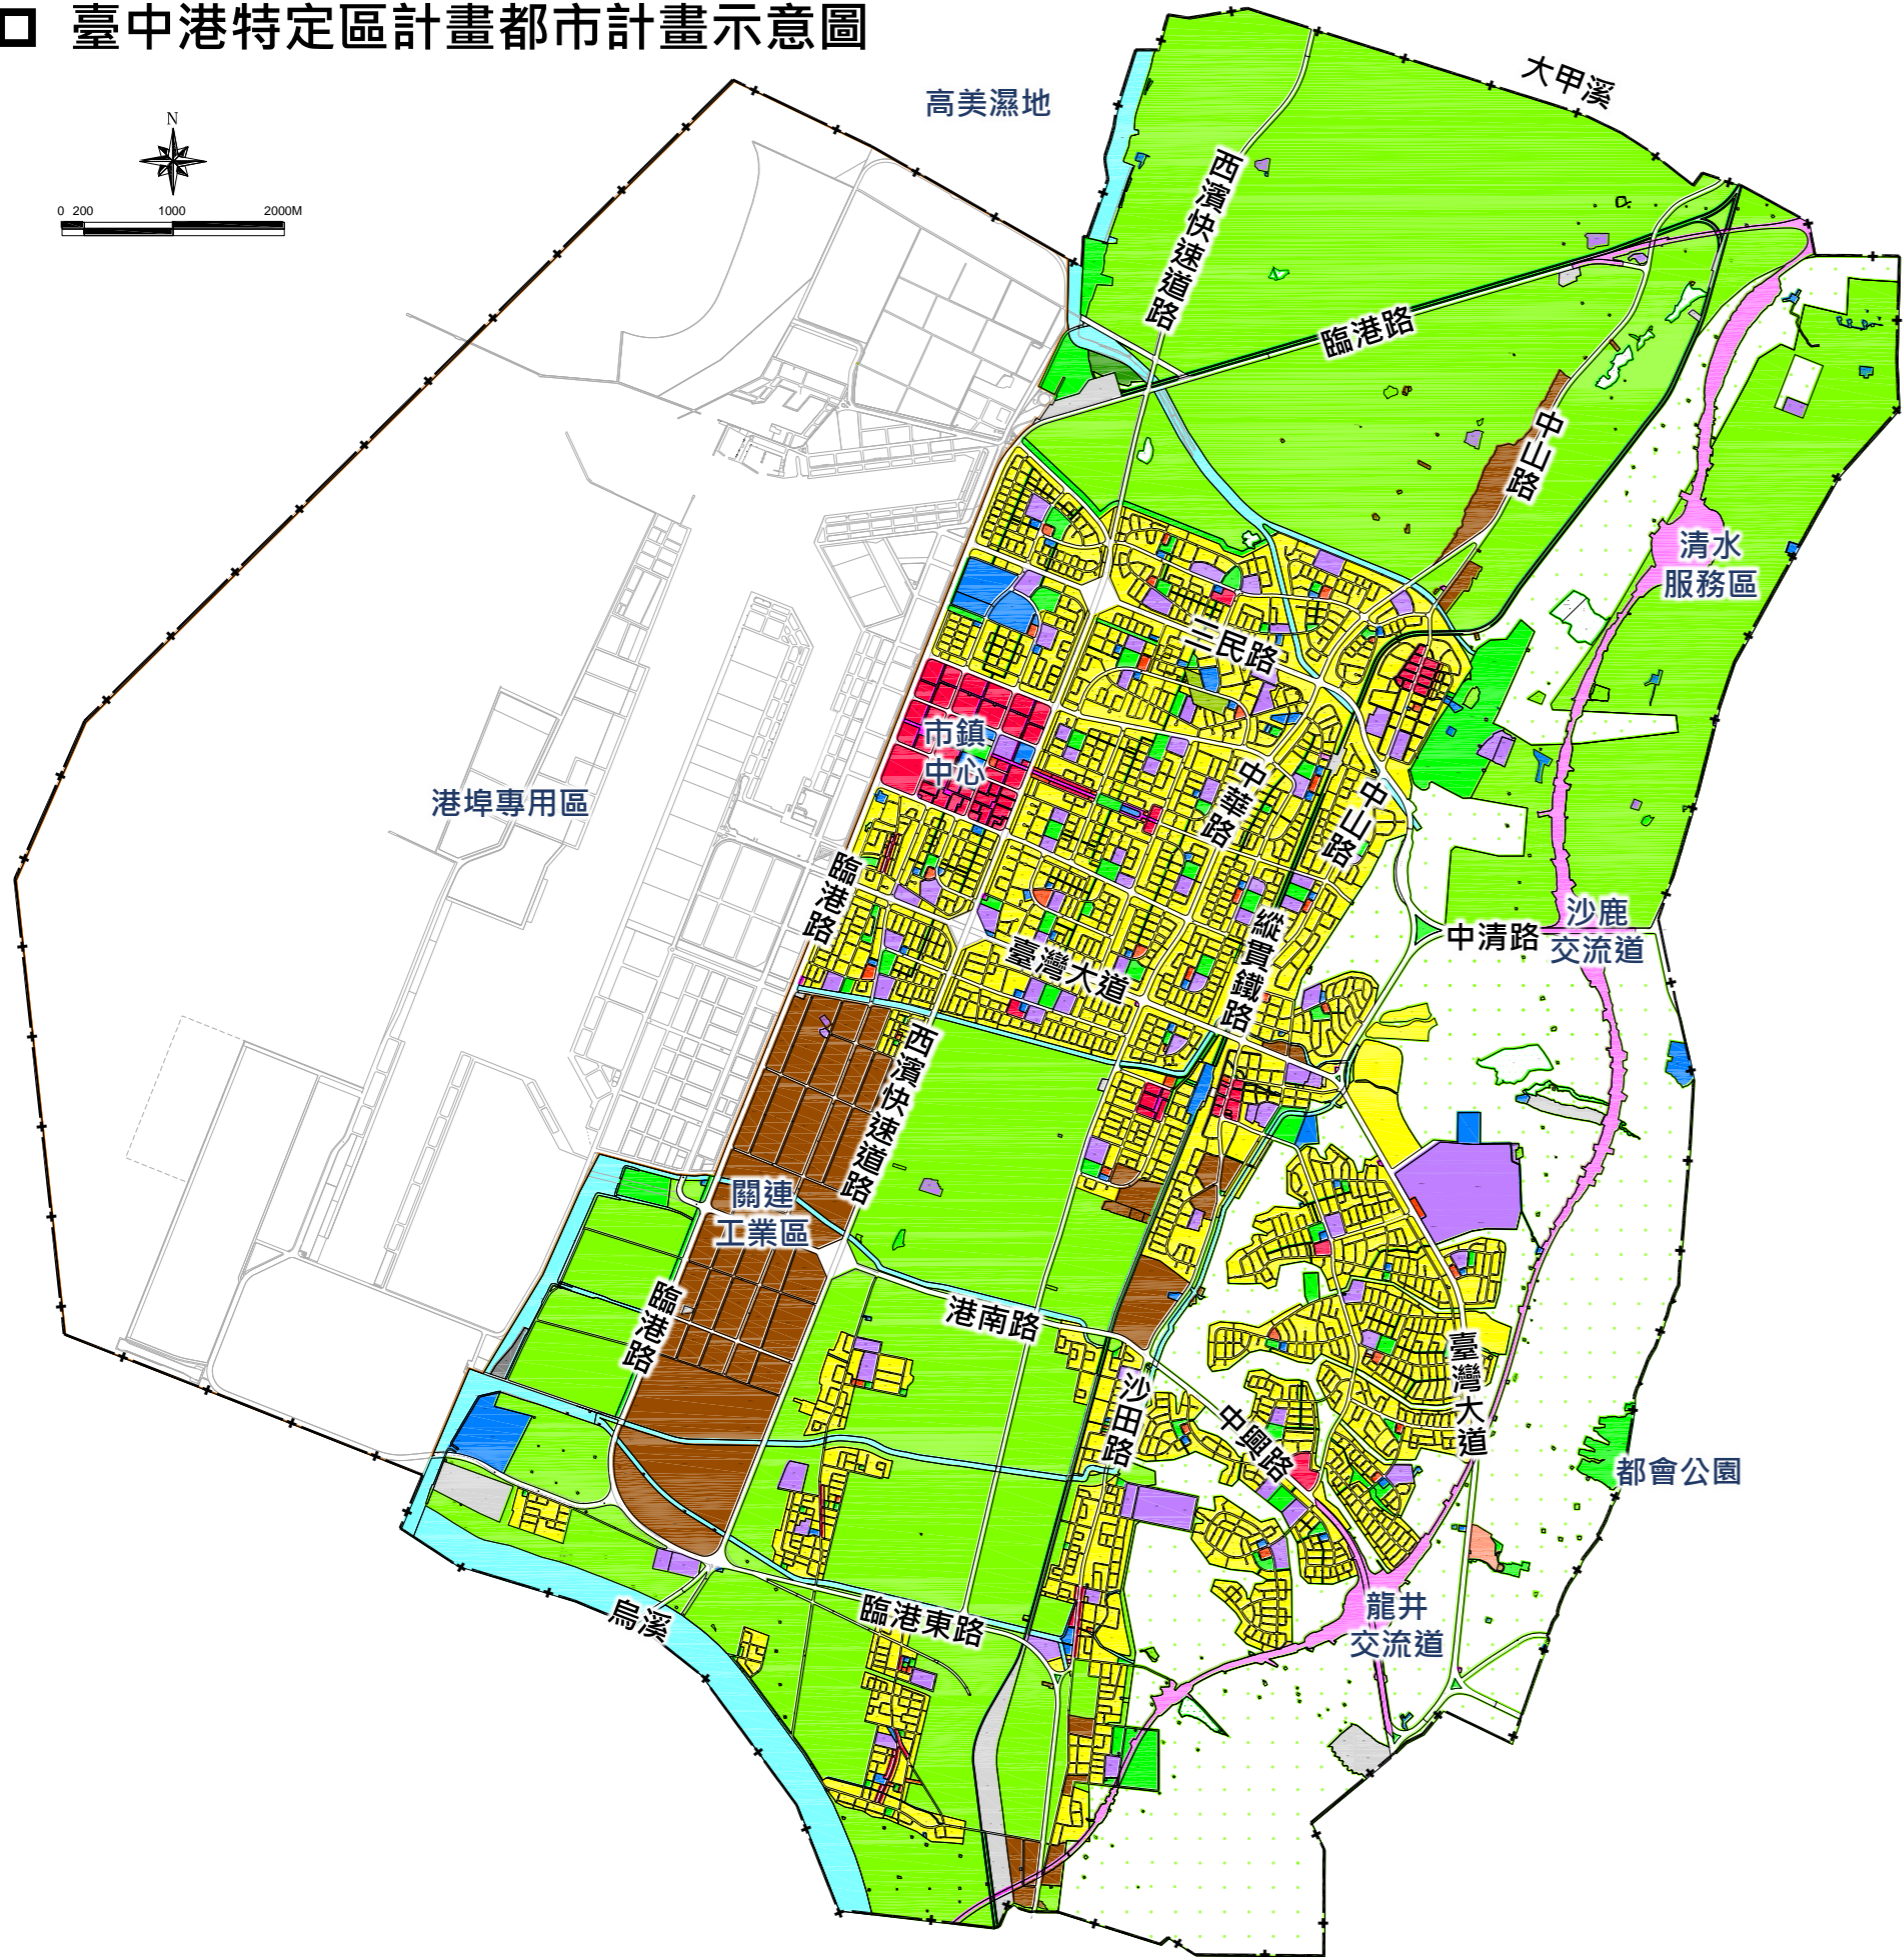 臺中港特定區計畫都市計畫示意圖
N
0 200 1000 2000M
高美濕地
大甲溪
西濱快速道路
臨港路
中山路
清水
服務區
三民路
市鎮
中心
港埠專用區
中華路
中山路
臨港路
縱貫鐵路
臺灣大道
中清路
沙鹿
交流道
西濱快速道路
關連
工業區
臨港路
港南路
沙田路
中興路
臺灣大道
都會公園
烏溪
臨港東路
龍井
交流道